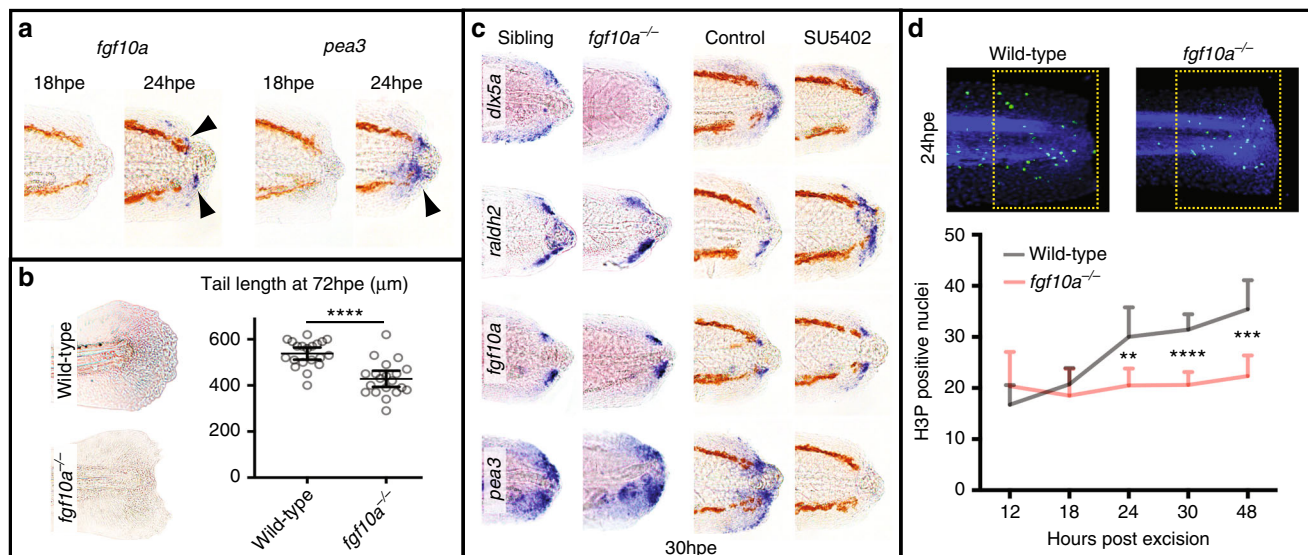 a
fgf10a pea3
18hpe 24hpe 18hpe 24hpe
b
Tail length at 72hpe (μm)
****
Wild-type
fgf10a–/–
600
400
200
0
Wild-type
fgf10a–/–
c
Sibling fgf10a–/– Control SU5402
dlx5a
raldh2
fgf10a
pea3
30hpe
d
Wild-type fgf10a–/–
24hpe
Wild-type
fgf10a–/–
H3P positive nuclei
50
40
30
20
10
0
** **** ***
12 18 24 30 48
Hours post excision